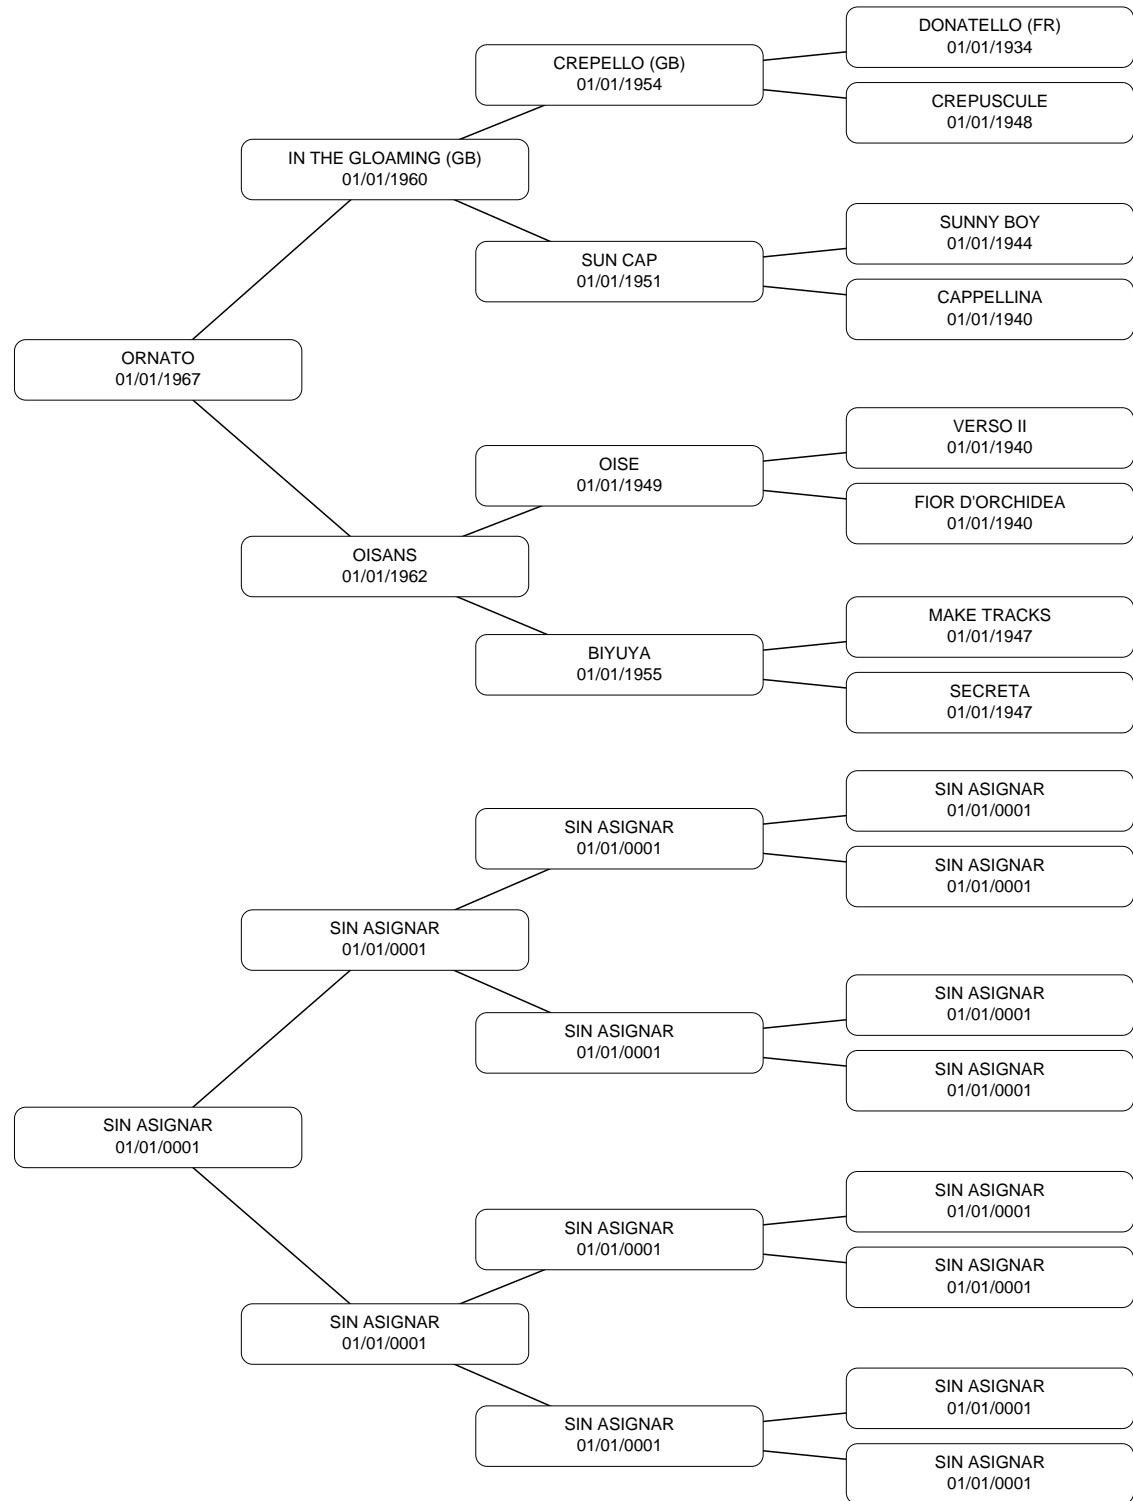 DONATELLO (FR)
01/01/1934
CREPELLO (GB)
01/01/1954
CREPUSCULE
01/01/1948
IN THE GLOAMING (GB)
01/01/1960
SUNNY BOY
01/01/1944
SUN CAP
01/01/1951
CAPPELLINA
01/01/1940
ORNATO
01/01/1967
VERSO II
01/01/1940
OISE
01/01/1949
FIOR D'ORCHIDEA
01/01/1940
OISANS
01/01/1962
MAKE TRACKS
01/01/1947
BIYUYA
01/01/1955
SECRETA
01/01/1947
SIN ASIGNAR
01/01/0001
SIN ASIGNAR
01/01/0001
SIN ASIGNAR
01/01/0001
SIN ASIGNAR
01/01/0001
SIN ASIGNAR
01/01/0001
SIN ASIGNAR
01/01/0001
SIN ASIGNAR
01/01/0001
SIN ASIGNAR
01/01/0001
SIN ASIGNAR
01/01/0001
SIN ASIGNAR
01/01/0001
SIN ASIGNAR
01/01/0001
SIN ASIGNAR
01/01/0001
SIN ASIGNAR
01/01/0001
SIN ASIGNAR
01/01/0001
SIN ASIGNAR
01/01/0001